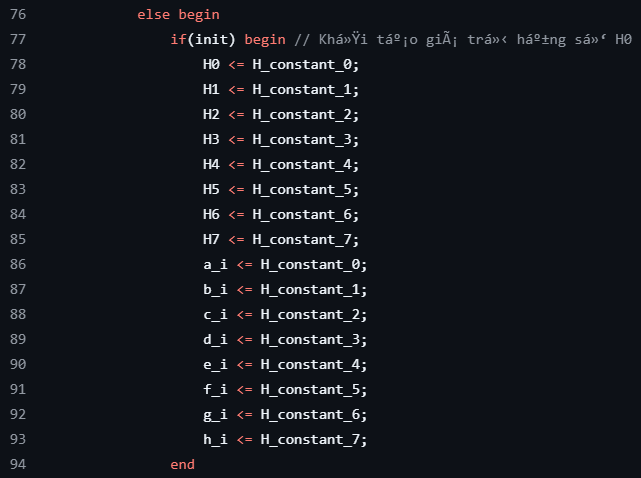 76 else begin
77 if(init) begin // Khá»Ÿi táº¡o giÃ¡ trá»‹ háº±ng sá»‘ H0
78 H0 <= H_constant_0;
79 H1 <= H_constant_1;
80 H2 <= H_constant_2;
81 H3 <= H_constant_3;
82 H4 <= H_constant_4;
83 H5 <= H_constant_5;
84 H6 <= H_constant_6;
85 H7 <= H_constant_7;
86 a_i <= H_constant_0;
87 b_i <= H_constant_1;
88 c_i <= H_constant_2;
89 d_i <= H_constant_3;
90 e_i <= H_constant_4;
91 f_i <= H_constant_5;
92 g_i <= H_constant_6;
93 h_i <= H_constant_7;
94 end